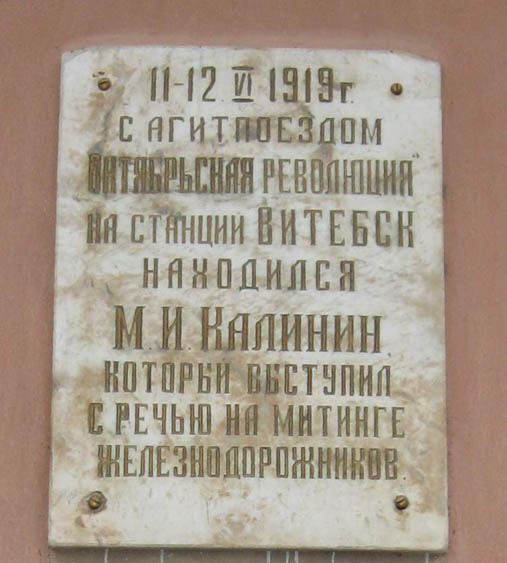 11-12 VI 1919г.
С АГИТПОЕЗДОМ
ОКТЯБРЬСКАЯ РЕВОЛЮЦИЯ"
НА СТАНЦИИ ВИТЕБСК
НАХОДИЛСЯ
М. И. КАЛИНИН,
КОТОРЫЙ ВЫСТУПИЛ
С РЕЧЬЮ НА МИТИНГЕ
ЖЕЛЕЗНОДОРОЖНИКОВ.